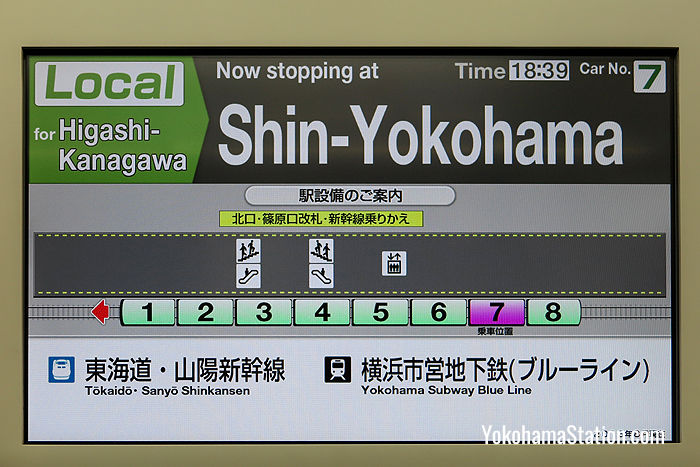 Local
Now stopping at
Time 18:39
Car No. 7
for Higashi-
Kanagawa
Shin-Yokohama
駅設備のご案内
北口・篠原口改札・新幹線乗りかえ
1 2 3 4 5 6 7 8
乗車位置
東海道・山陽新幹線
Tōkaidō・Sanyō Shinkansen
横浜市営地下鉄(ブルーライン)
Yokohama Subway Blue Line
YokohamaStation.com